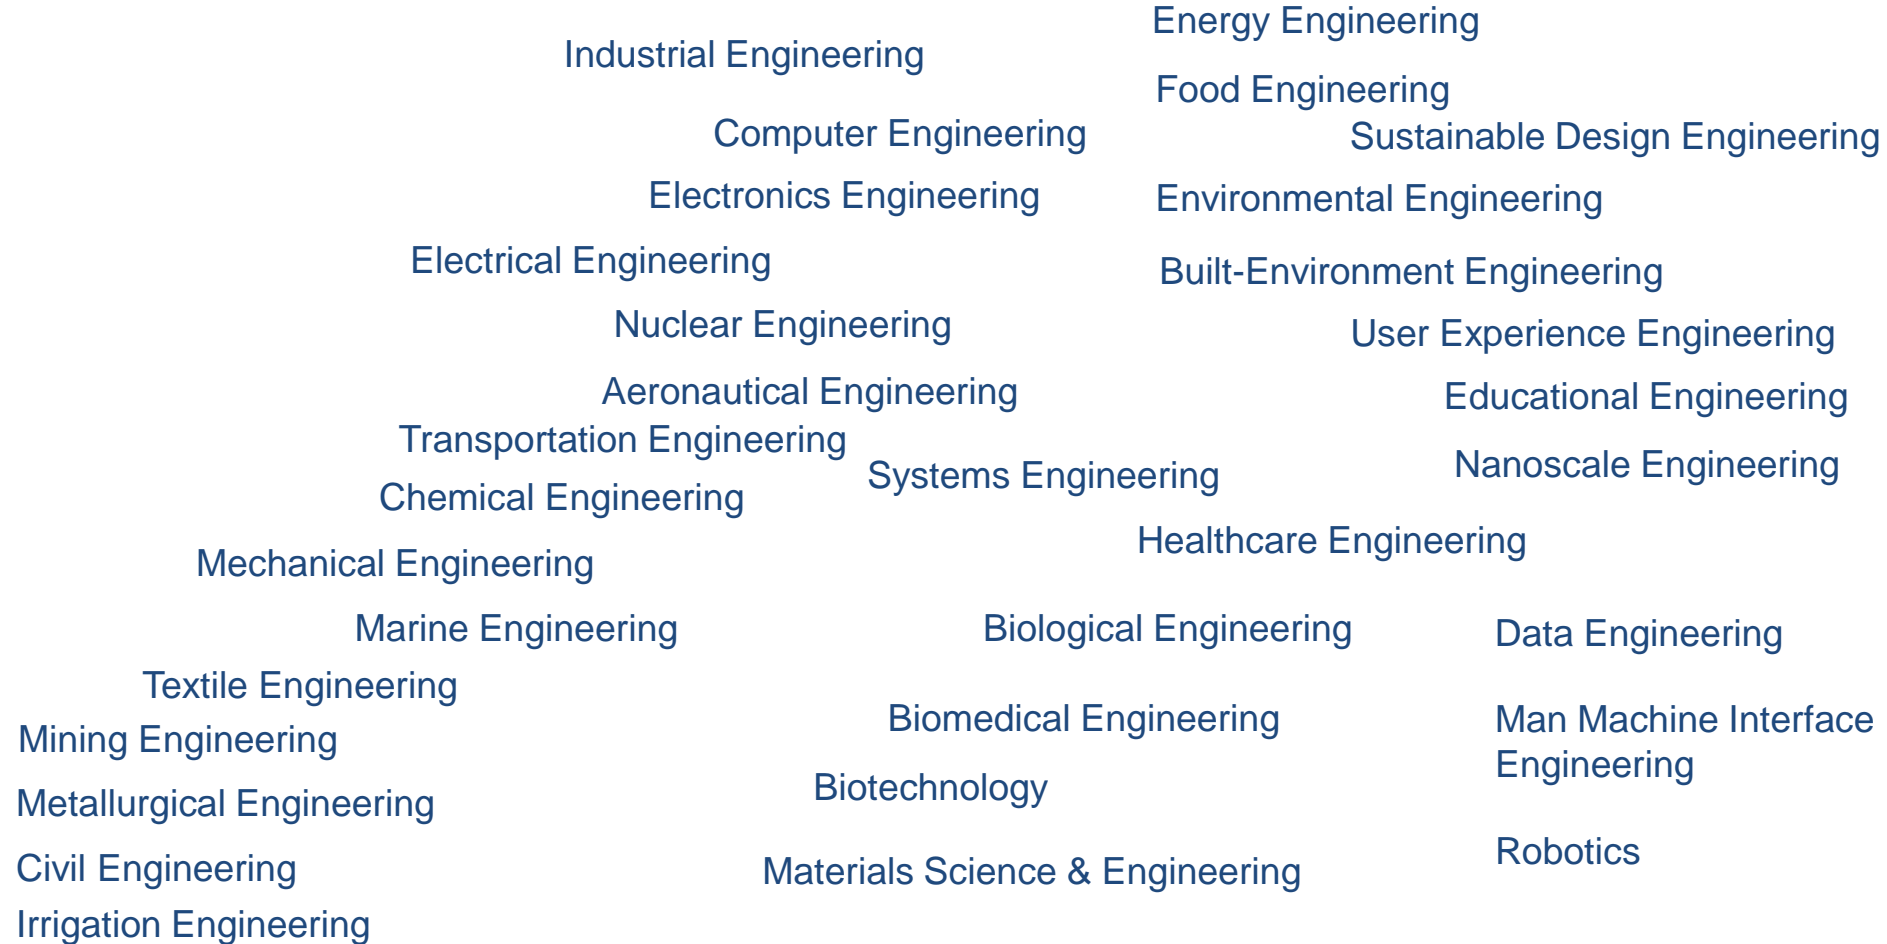 Energy Engineering
Industrial Engineering
Food Engineering
Computer Engineering
Sustainable Design Engineering
Electronics Engineering
Environmental Engineering
Electrical Engineering
Built-Environment Engineering
Nuclear Engineering
User Experience Engineering
Aeronautical Engineering
Educational Engineering
Transportation Engineering
Nanoscale Engineering
Systems Engineering
Chemical Engineering
Healthcare Engineering
Mechanical Engineering
Marine Engineering
Biological Engineering
Data Engineering
Textile Engineering
Biomedical Engineering
Man Machine Interface
Engineering
Mining Engineering
Biotechnology
Metallurgical Engineering
Robotics
Civil Engineering
Materials Science & Engineering
Irrigation Engineering